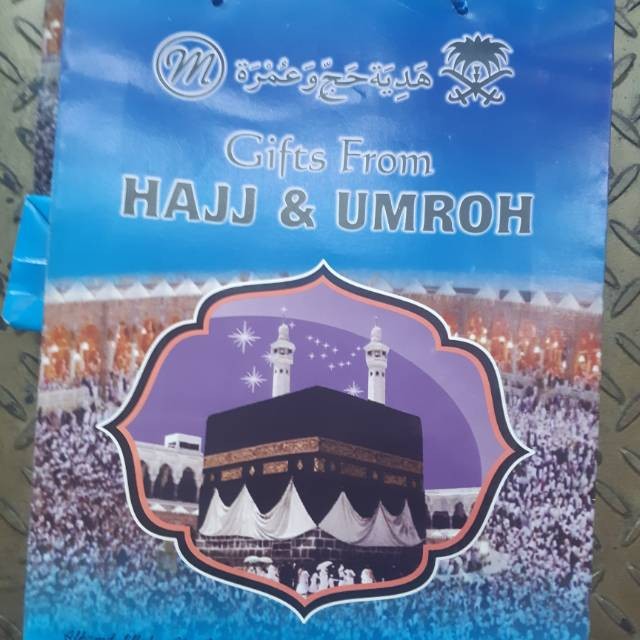 M هَدِيَة حَجّ وَعُمْرَة
Gifts From
HAJJ & UMROH